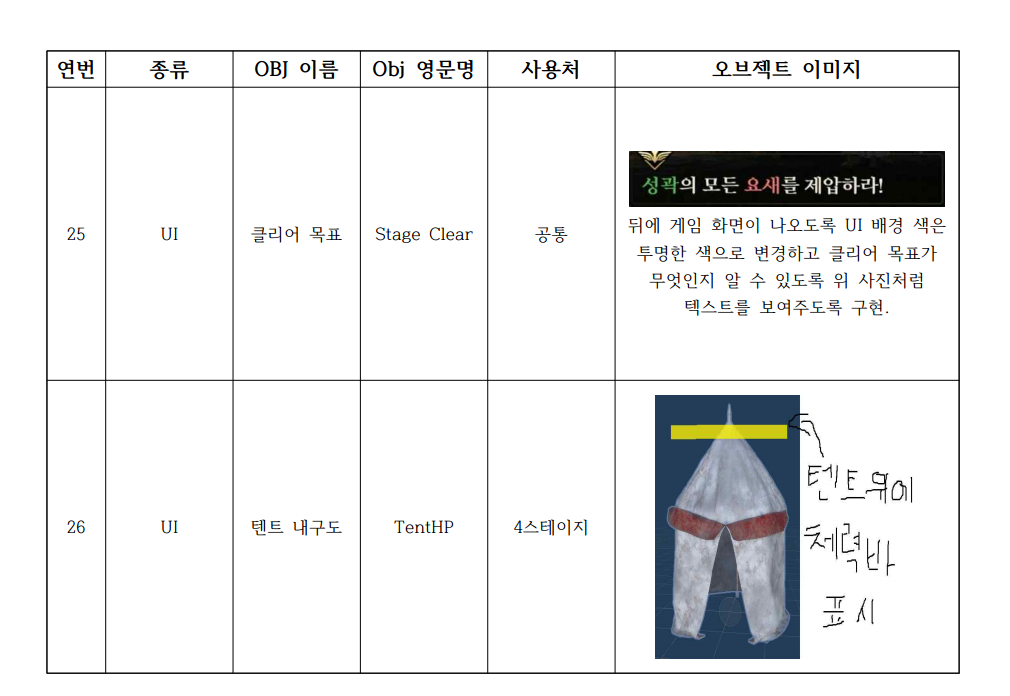 연번 종류 OBJ 이름 Obj 영문명 사용처 오브젝트 이미지
성곽의 모든 요새를 제압하라!
25 UI 클리어 목표 Stage Clear 공통
뒤에 게임 화면이 나오도록 UI 배경 색은
투명한 색으로 변경하고 클리어 목표가
무엇인지 알 수 있도록 위 사진처럼
텍스트를 보여주도록 구현.
26 UI 텐트 내구도 TentHP 4스테이지
텐트위에
체력바
표시